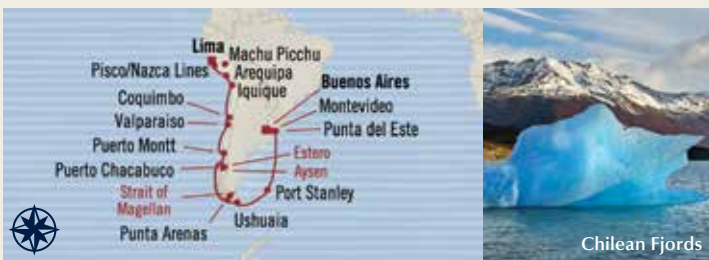 Lima
Machu Picchu
Pisco/Nazca Lines
Arequipa
Iquique
Buenos Aires
Coquimbo
Montevideo
Valparaiso
Punta del Este
Puerto Montt
Estero
Puerto Chacabuco
Aysen
Strait of
Magellan
Port Stanley
Ushuaia
Punta Arenas
Chilean Fjords